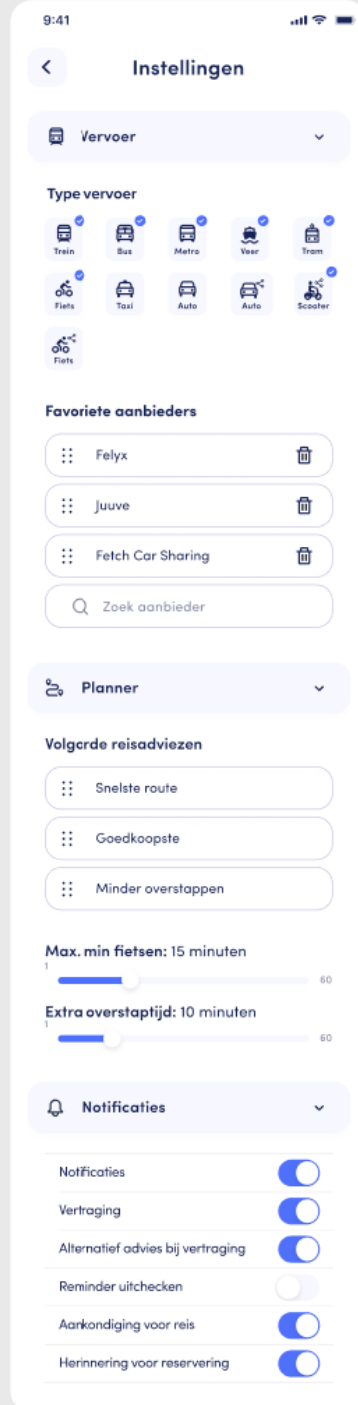 9:41
Instellingen
Vervoer
Type vervoer
Trein Bus Metro Veer Tram
Fiets Taxi Auto Auto Scooter
Fiets
Favoriete aanbieders
Felyx
Juuve
Fetch Car Sharing
Zoek aanbieder
Planner
Volgorde reisadviezen
Snelste route
Goedkoopste
Minder overstappen
Max. min fietsen: 15 minuten
1
60
Extra overstaptijd: 10 minuten
1
60
Notificaties
Notificaties
Vertraging
Alternatief advies bij vertraging
Reminder uitchecken
Aankondiging voor reis
Herinnering voor reservering